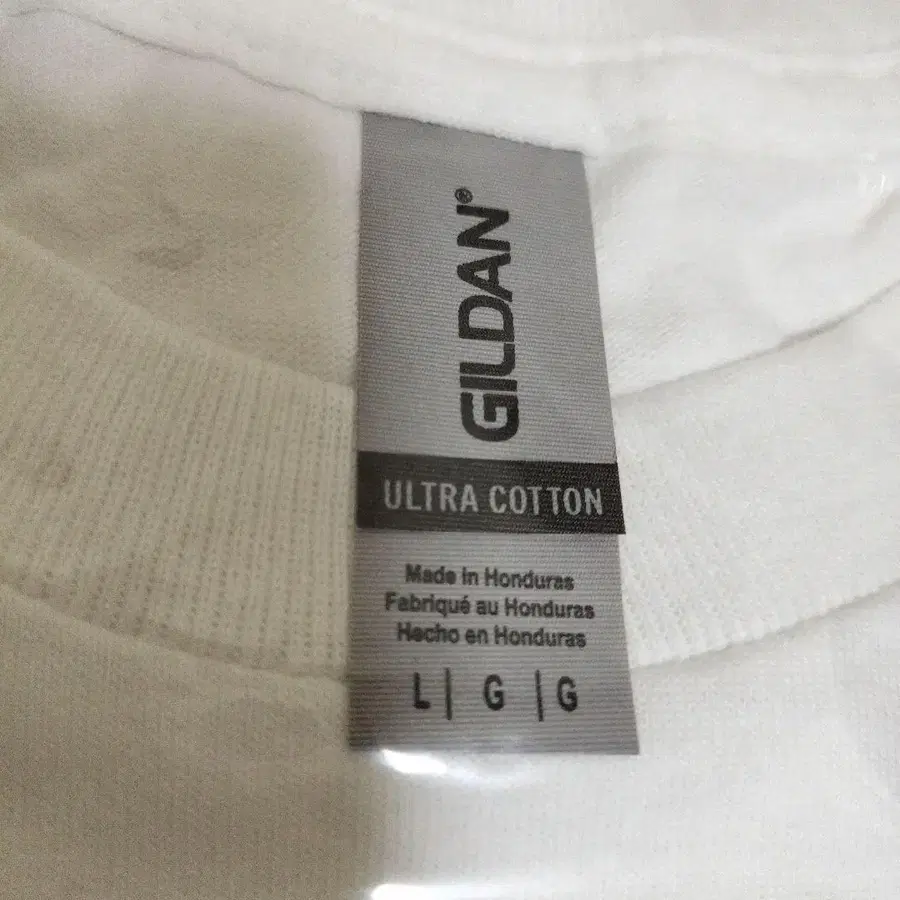 GILDAN®
ULTRA COTTON
Made in Honduras
Fabriqué au Honduras
Hecho en Honduras
L | G | G